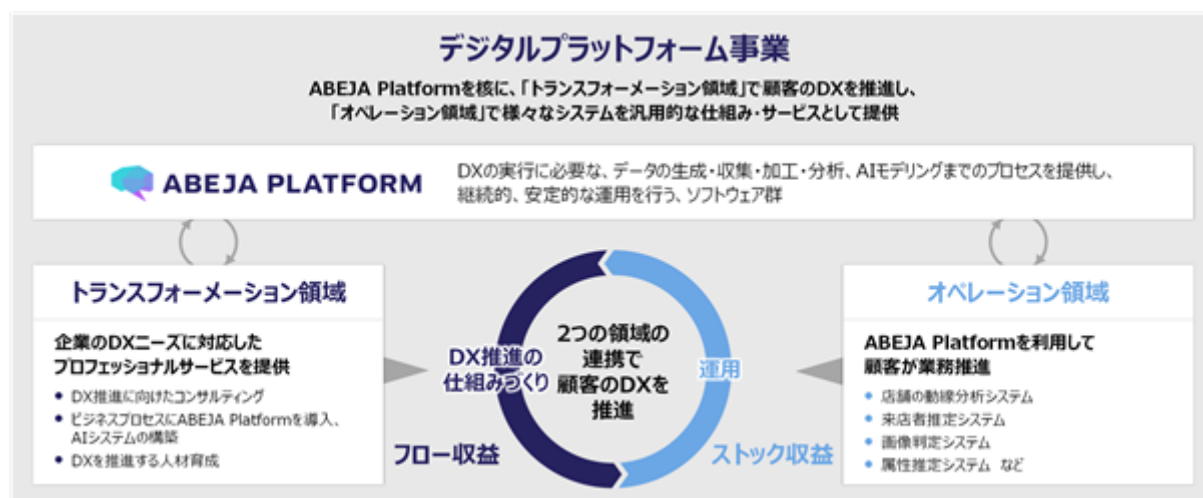 デジタルプラットフォーム事業
ABEJA Platformを核に、「トランスフォーメーション領域」で顧客のDXを推進し、
「オペレーション領域」で様々なシステムを汎用的な仕組み・サービスとして提供
ABEJA PLATFORM
DXの実行に必要な、データの生成・収集・加工・分析、AIモデリングまでのプロセスを提供し、
継続的、安定的な運用を行う、ソフトウェア群
トランスフォーメーション領域
企業のDXニーズに対応した
プロフェッショナルサービスを提供
• DX推進に向けたコンサルティング
• ビジネスプロセスにABEJA Platformを導入、
AIシステムの構築
• DXを推進する人材育成
DX推進の
仕組みづくり
フロー収益
2つの領域の
連携で
顧客のDXを
推進
運用
ストック収益
オペレーション領域
ABEJA Platformを利用して
顧客が業務推進
• 店舗の動線分析システム
• 来店者推定システム
• 画像判定システム
• 属性推定システム など